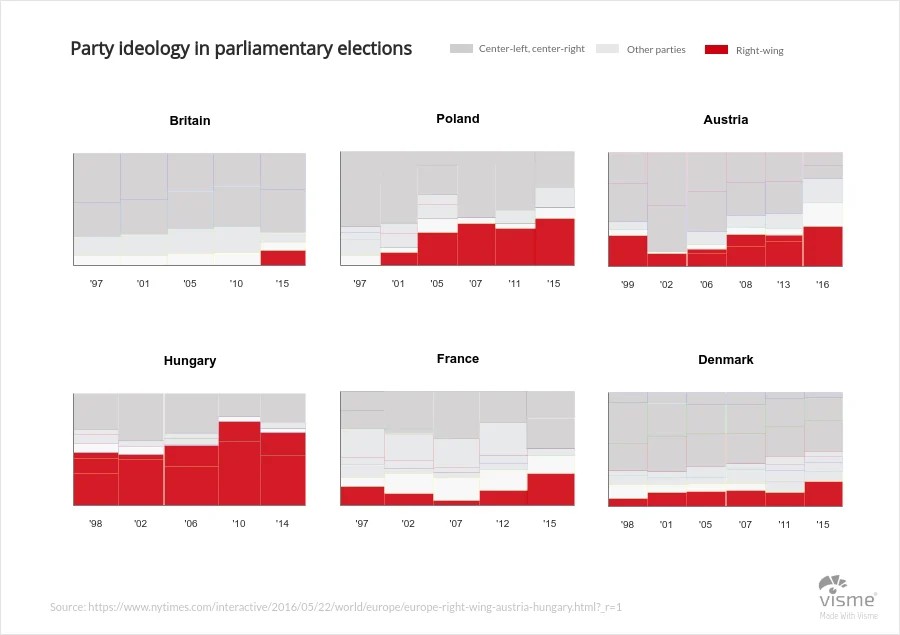 Party ideology in parliamentary elections
Center-left, center-right
Other parties
Right-wing
Britain
Poland
Austria
'97 '01 '05 '10 '15
'97 '01 '05 '07 '11 '15
'99 '02 '06 '08 '13 '16
Hungary
France
Denmark
'98 '02 '06 '10 '14
'97 '02 '07 '12 '15
'98 '01 '05 '07 '11 '15
Source: https://www.nytimes.com/interactive/2016/05/22/world/europe/europe-right-wing-austria-hungary.html?_r=1
visme®
Made With Visme